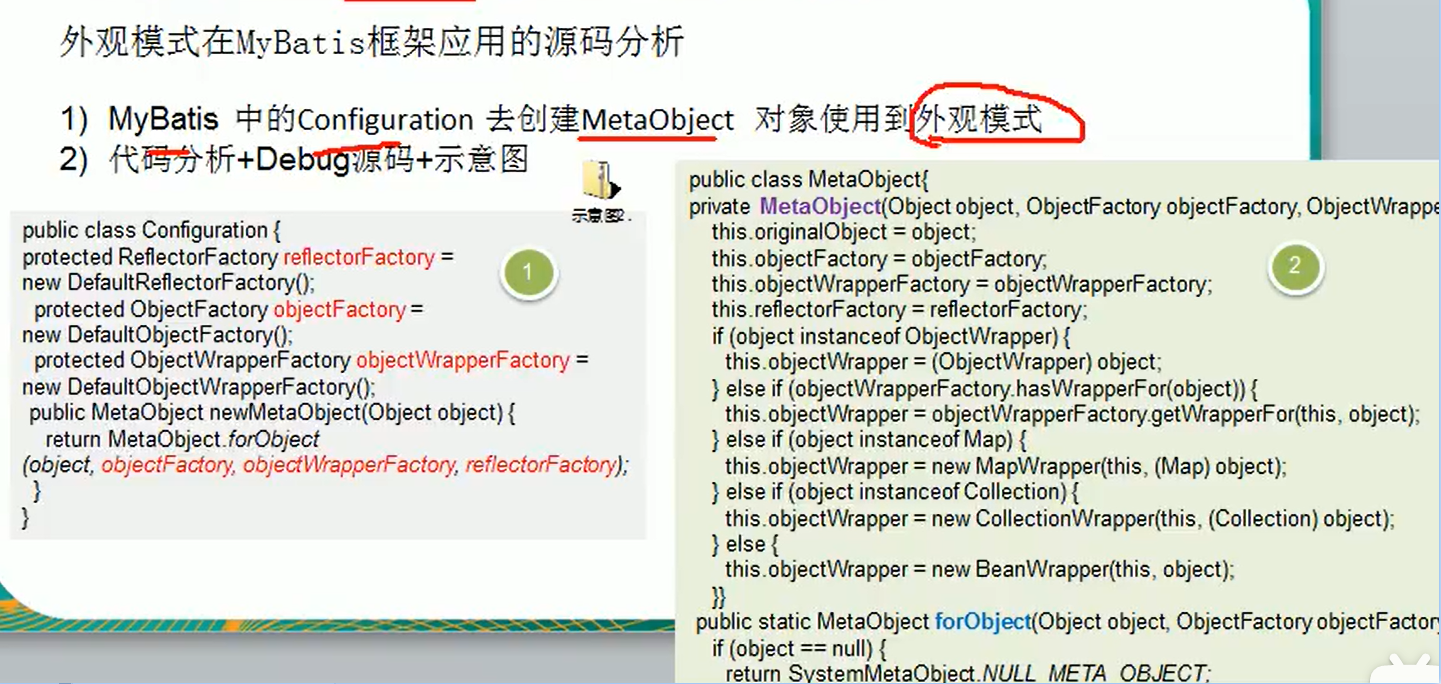 外观模式在MyBatis框架应用的源码分析
1) MyBatis 中的Configuration 去创建MetaObject 对象使用到外观模式
2) 代码分析+Debug源码+示意图
示意图2.
public class Configuration {
protected ReflectorFactory reflectorFactory =
new DefaultReflectorFactory();
protected ObjectFactory objectFactory =
new DefaultObjectFactory();
protected ObjectWrapperFactory objectWrapperFactory =
new DefaultObjectWrapperFactory();
public MetaObject newMetaObject(Object object) {
return MetaObject.forObject
(object, objectFactory, objectWrapperFactory, reflectorFactory);
}
}
1
public class MetaObject{
private MetaObject(Object object, ObjectFactory objectFactory, ObjectWrappe
this.originalObject = object;
this.objectFactory = objectFactory;
this.objectWrapperFactory = objectWrapperFactory;
this.reflectorFactory = reflectorFactory;
if (object instanceof ObjectWrapper) {
this.objectWrapper = (ObjectWrapper) object;
} else if (objectWrapperFactory.hasWrapperFor(object)) {
this.objectWrapper = objectWrapperFactory.getWrapperFor(this, object);
} else if (object instanceof Map) {
this.objectWrapper = new MapWrapper(this, (Map) object);
} else if (object instanceof Collection) {
this.objectWrapper = new CollectionWrapper(this, (Collection) object);
} else {
this.objectWrapper = new BeanWrapper(this, object);
}}
public static MetaObject forObject(Object object, ObjectFactory objectFactory
if (object == null) {
return SystemMetaObject.NULL_META_OBJECT;
2